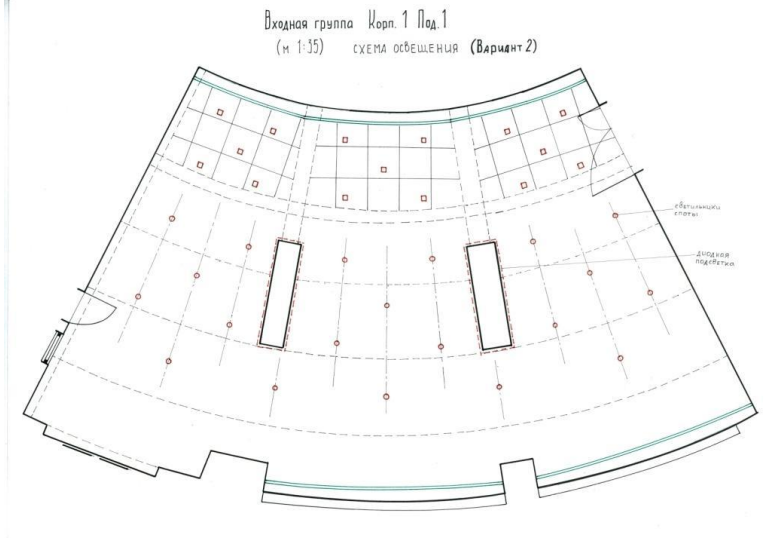 Входная группа Корп. 1 Под. 1
(м 1:35) схема освещения (Вариант 2)
светильники
споты
диодная
подсветка